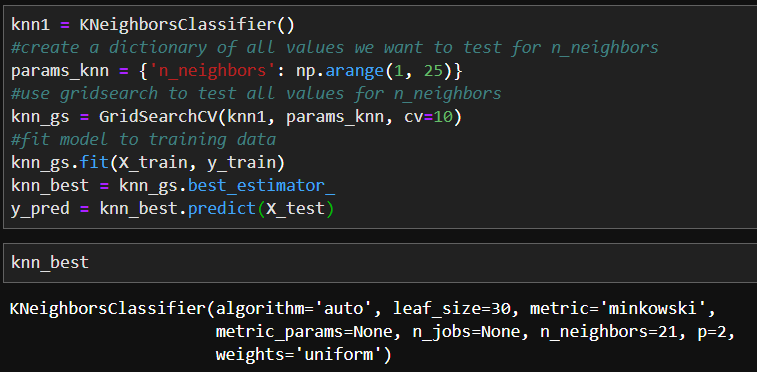 knn1 = KNeighborsClassifier()
#create a dictionary of all values we want to test for n_neighbors
params_knn = {'n_neighbors': np.arange(1, 25)}
#use gridsearch to test all values for n_neighbors
knn_gs = GridSearchCV(knn1, params_knn, cv=10)
#fit model to training data
knn_gs.fit(X_train, y_train)
knn_best = knn_gs.best_estimator_
y_pred = knn_best.predict(X_test)
knn_best
KNeighborsClassifier(algorithm='auto', leaf_size=30, metric='minkowski',
                     metric_params=None, n_jobs=None, n_neighbors=21, p=2,
                     weights='uniform')